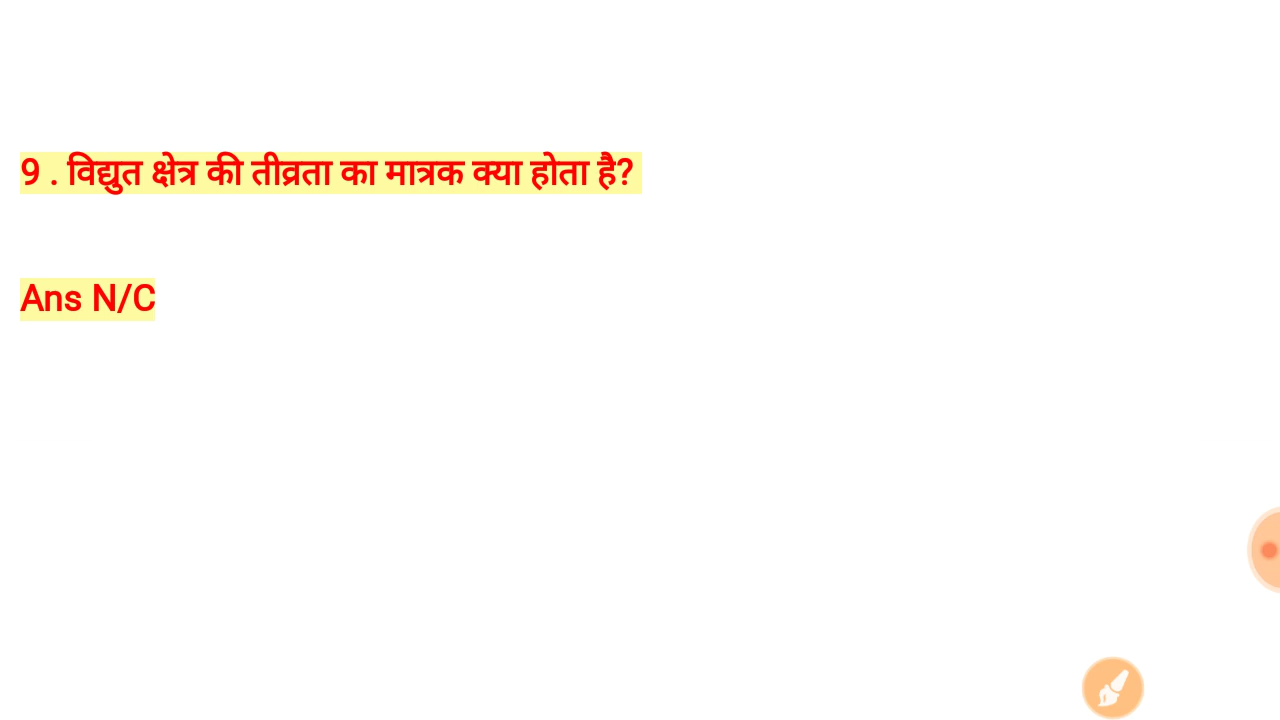 9 . विद्युत क्षेत्र की तीव्रता का मात्रक क्या होता है?
Ans N/C